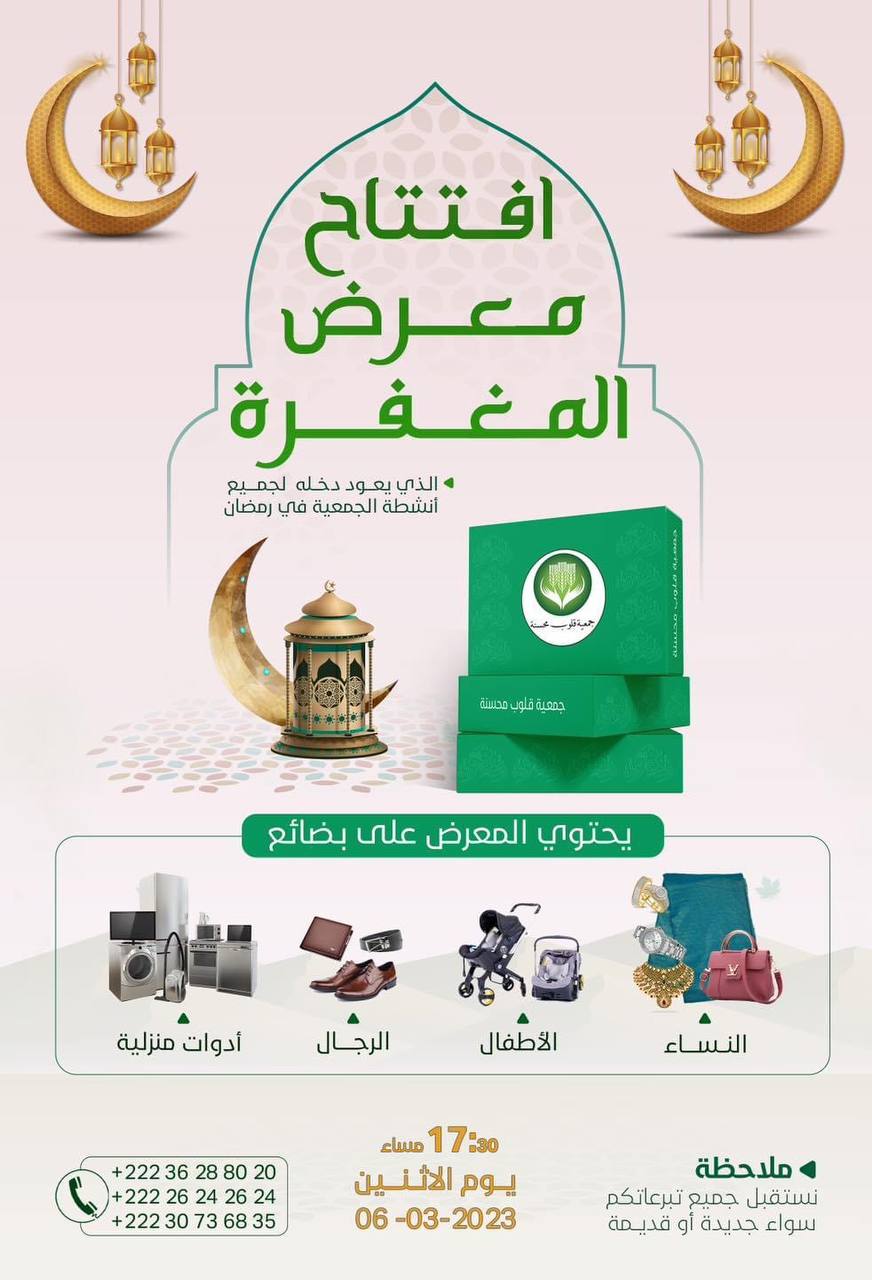 افتتاح
معرض
المغفرة
الذي يعود دخله لجميع
أنشطة الجمعية في رمضان
جمعية قلوب محسنة
جمعية قلوب محسنة
جمعية قلوب محسنة
يحتوي المعرض على بضائع
النساء
الأطفال
الرجال
أدوات منزلية
17:30 مساء
يوم الاثنين
06 -03-2023
ملاحظة
نستقبل جميع تبرعاتكم
سواء جديدة أو قديمة
+222 36 28 80 20
+222 26 24 26 24
+222 30 73 68 35